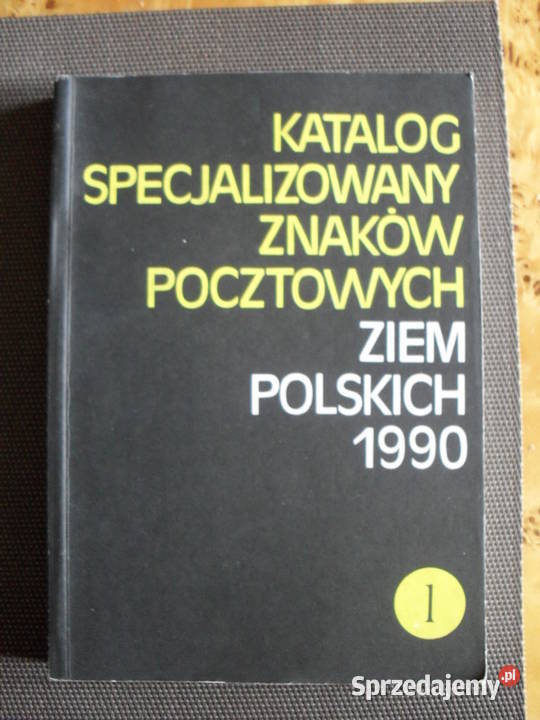 KATALOG
SPECJALIZOWANY
ZNAKÓW
POCZTOWYCH
ZIEM
POLSKICH
1990
1
Sprzedajemy.pl